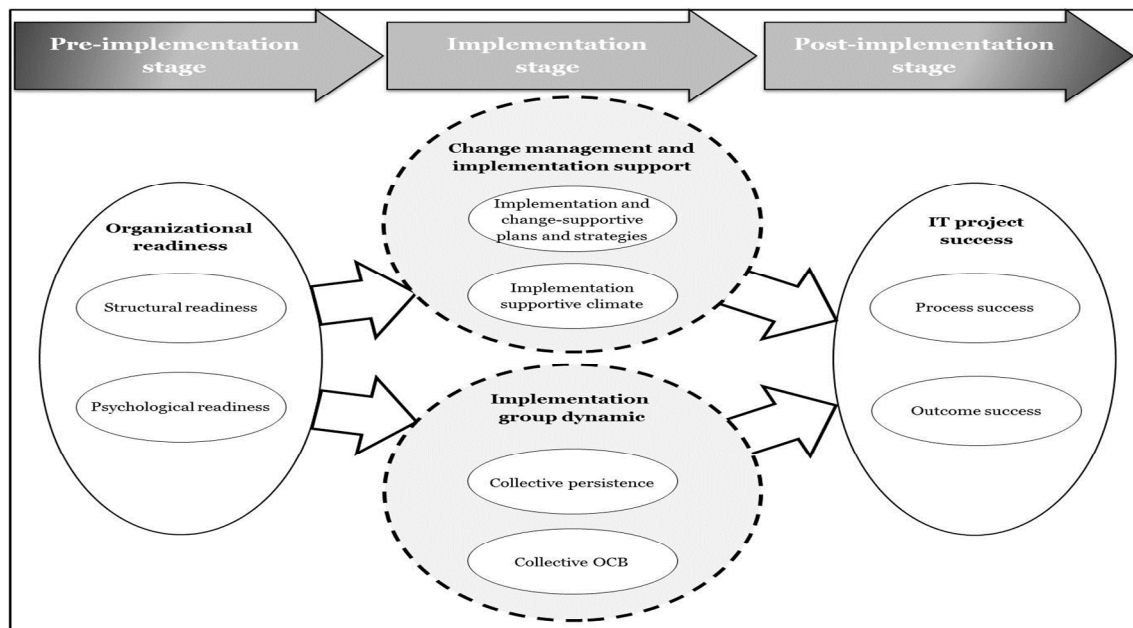 Pre-implementation
stage
Implementation
stage
Post-implementation
stage
Change management and
implementation support
Implementation and
change-supportive
plans and strategies
Implementation
supportive climate
Organizational
readiness
Structural readiness
Psychological readiness
Implementation
group dynamic
Collective persistence
Collective OCB
IT project
success
Process success
Outcome success